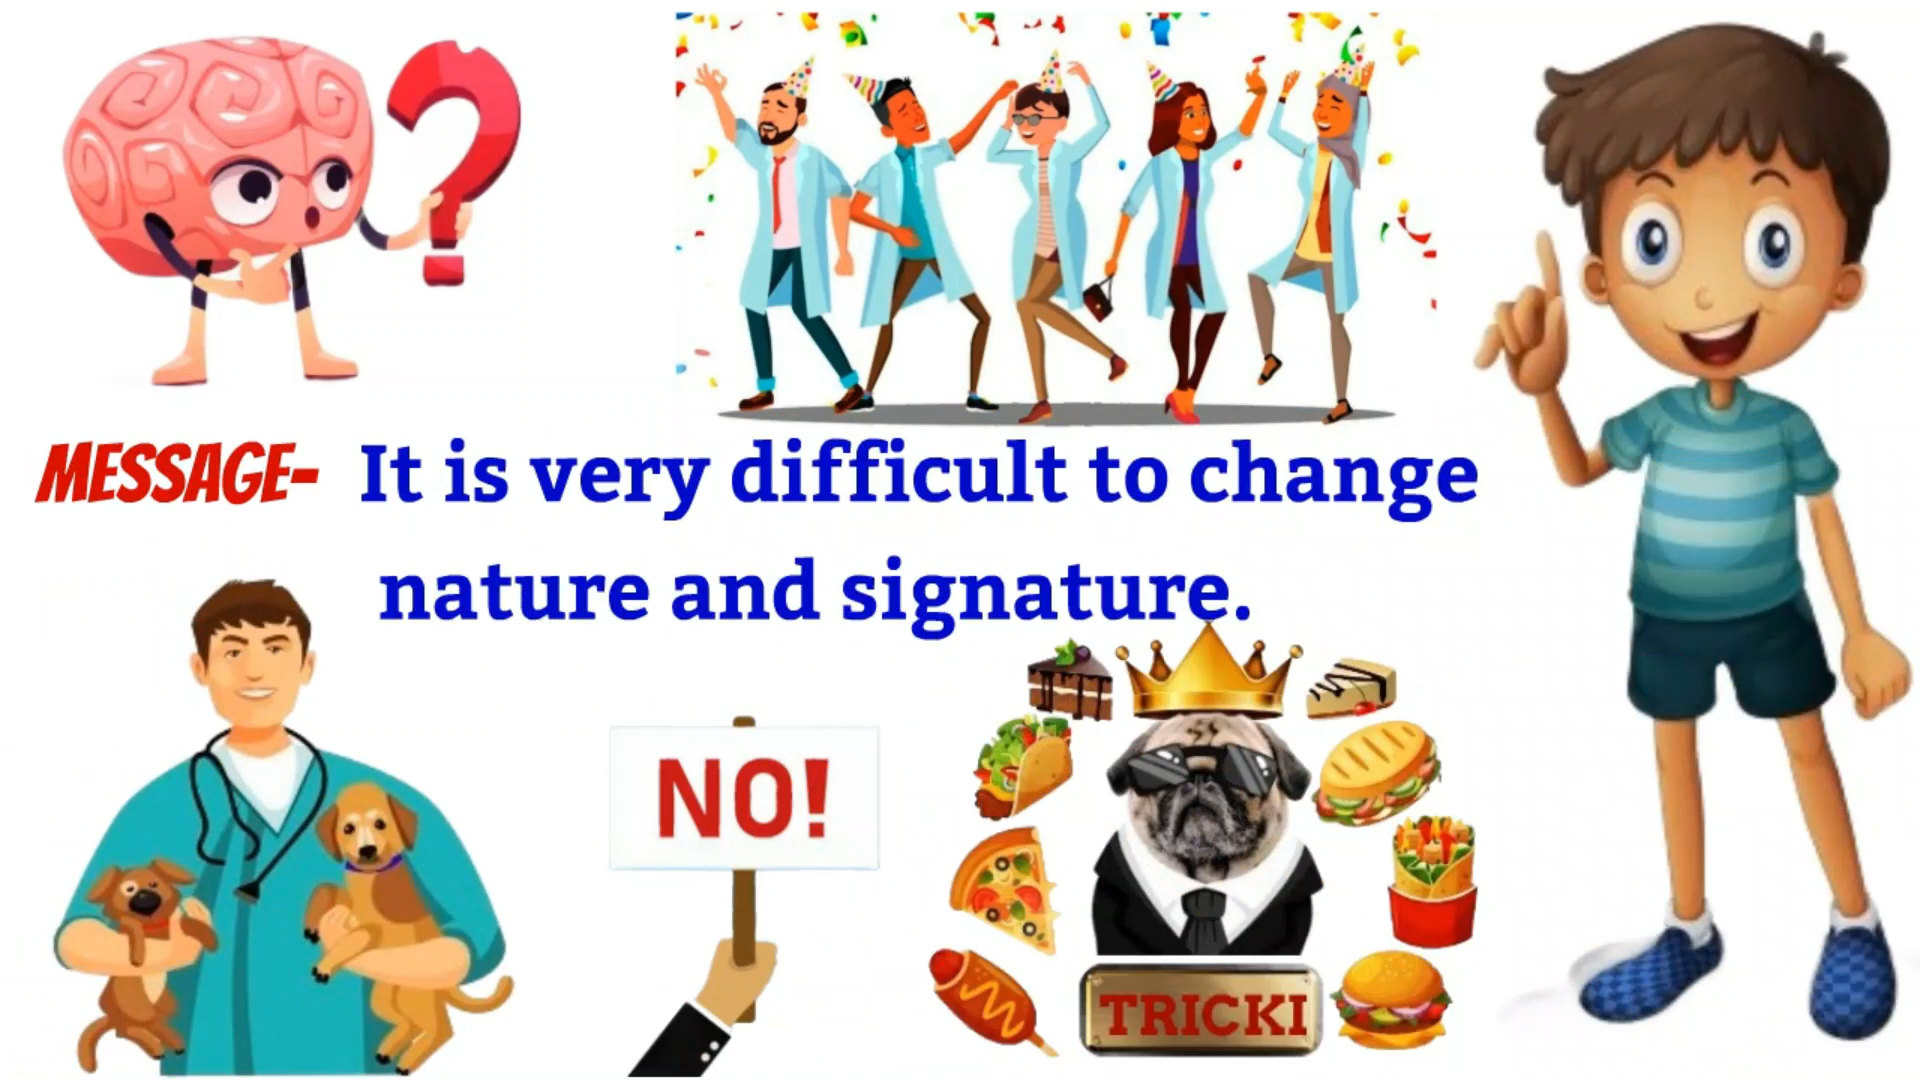 MESSAGE- It is very difficult to change
nature and signature.
NO!
TRICKI